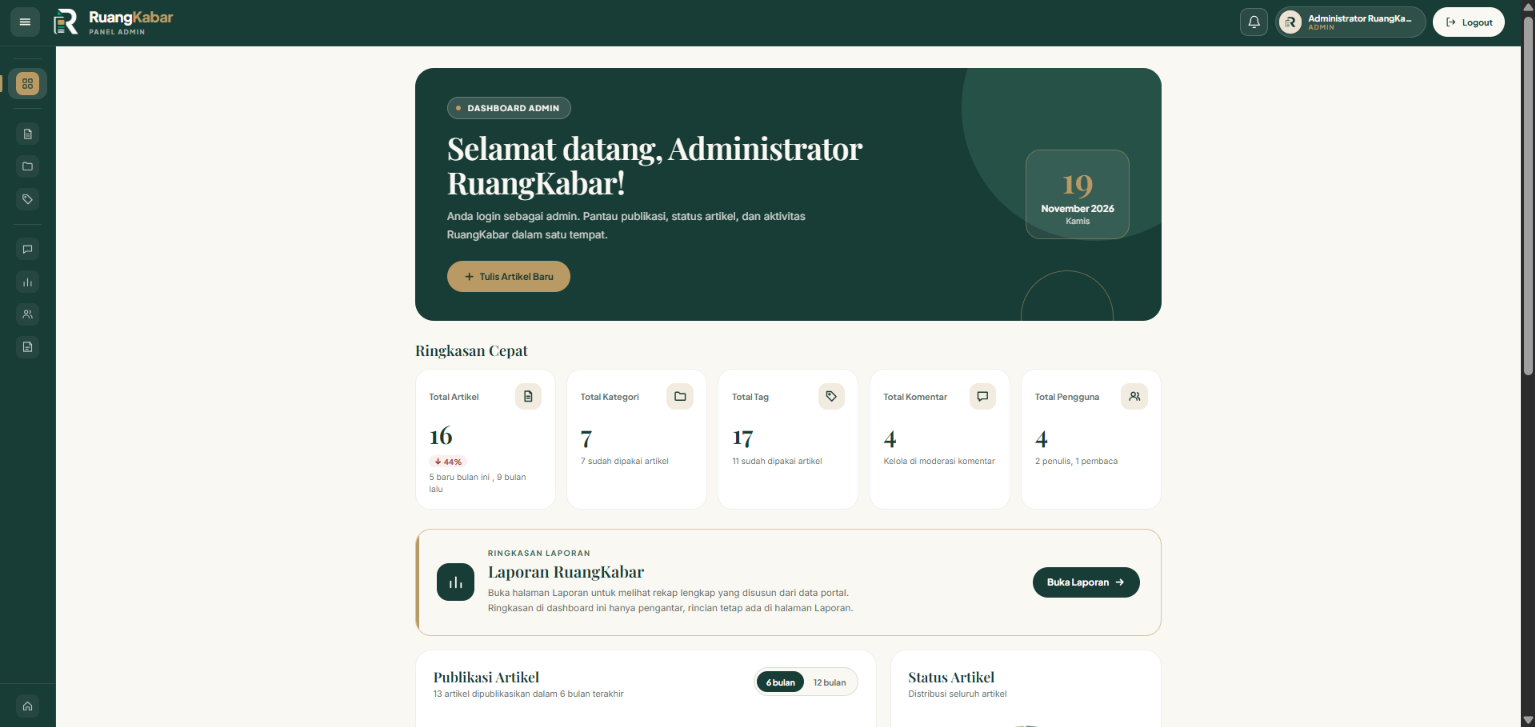 RuangKabar
PANEL ADMIN
Administrator RuangKa...
ADMIN
Logout
DASHBOARD ADMIN
Selamat datang, Administrator
RuangKabar!
Anda login sebagai admin. Pantau publikasi, status artikel, dan aktivitas
RuangKabar dalam satu tempat.
+ Tulis Artikel Baru
19
November 2026
Kamis
Ringkasan Cepat
Total Artikel
16
↓ 44%
5 baru bulan ini , 9 bulan
lalu
Total Kategori
7
7 sudah dipakai artikel
Total Tag
17
11 sudah dipakai artikel
Total Komentar
4
Kelola di moderasi komentar
Total Pengguna
4
2 penulis, 1 pembaca
RINGKASAN LAPORAN
Laporan RuangKabar
Buka halaman Laporan untuk melihat rekap lengkap yang disusun dari data portal.
Ringkasan di dashboard ini hanya pengantar, rincian tetap ada di halaman Laporan.
Buka Laporan →
Publikasi Artikel
13 artikel dipublikasikan dalam 6 bulan terakhir
6 bulan
12 bulan
Status Artikel
Distribusi seluruh artikel